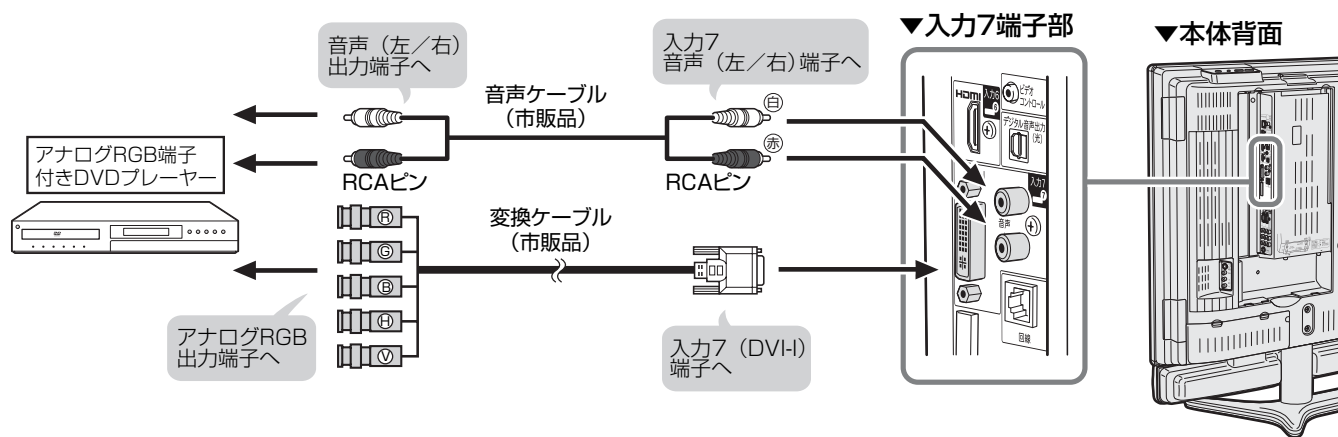 音声（左／右）
出力端子へ
入力7
音声（左／右）端子へ
▼入力7端子部
▼本体背面
音声ケーブル
（市販品）
白
赤
RCAピン
RCAピン
アナログRGB端子
付きDVDプレーヤー
DVD
変換ケーブル
（市販品）
R
G
B
H
V
アナログRGB
出力端子へ
入力7（DVI-I）
端子へ
HDMI
入力6
6
ビデオ
コントロール
デジタル音声出力
（光）
入力7
7
音声
回線